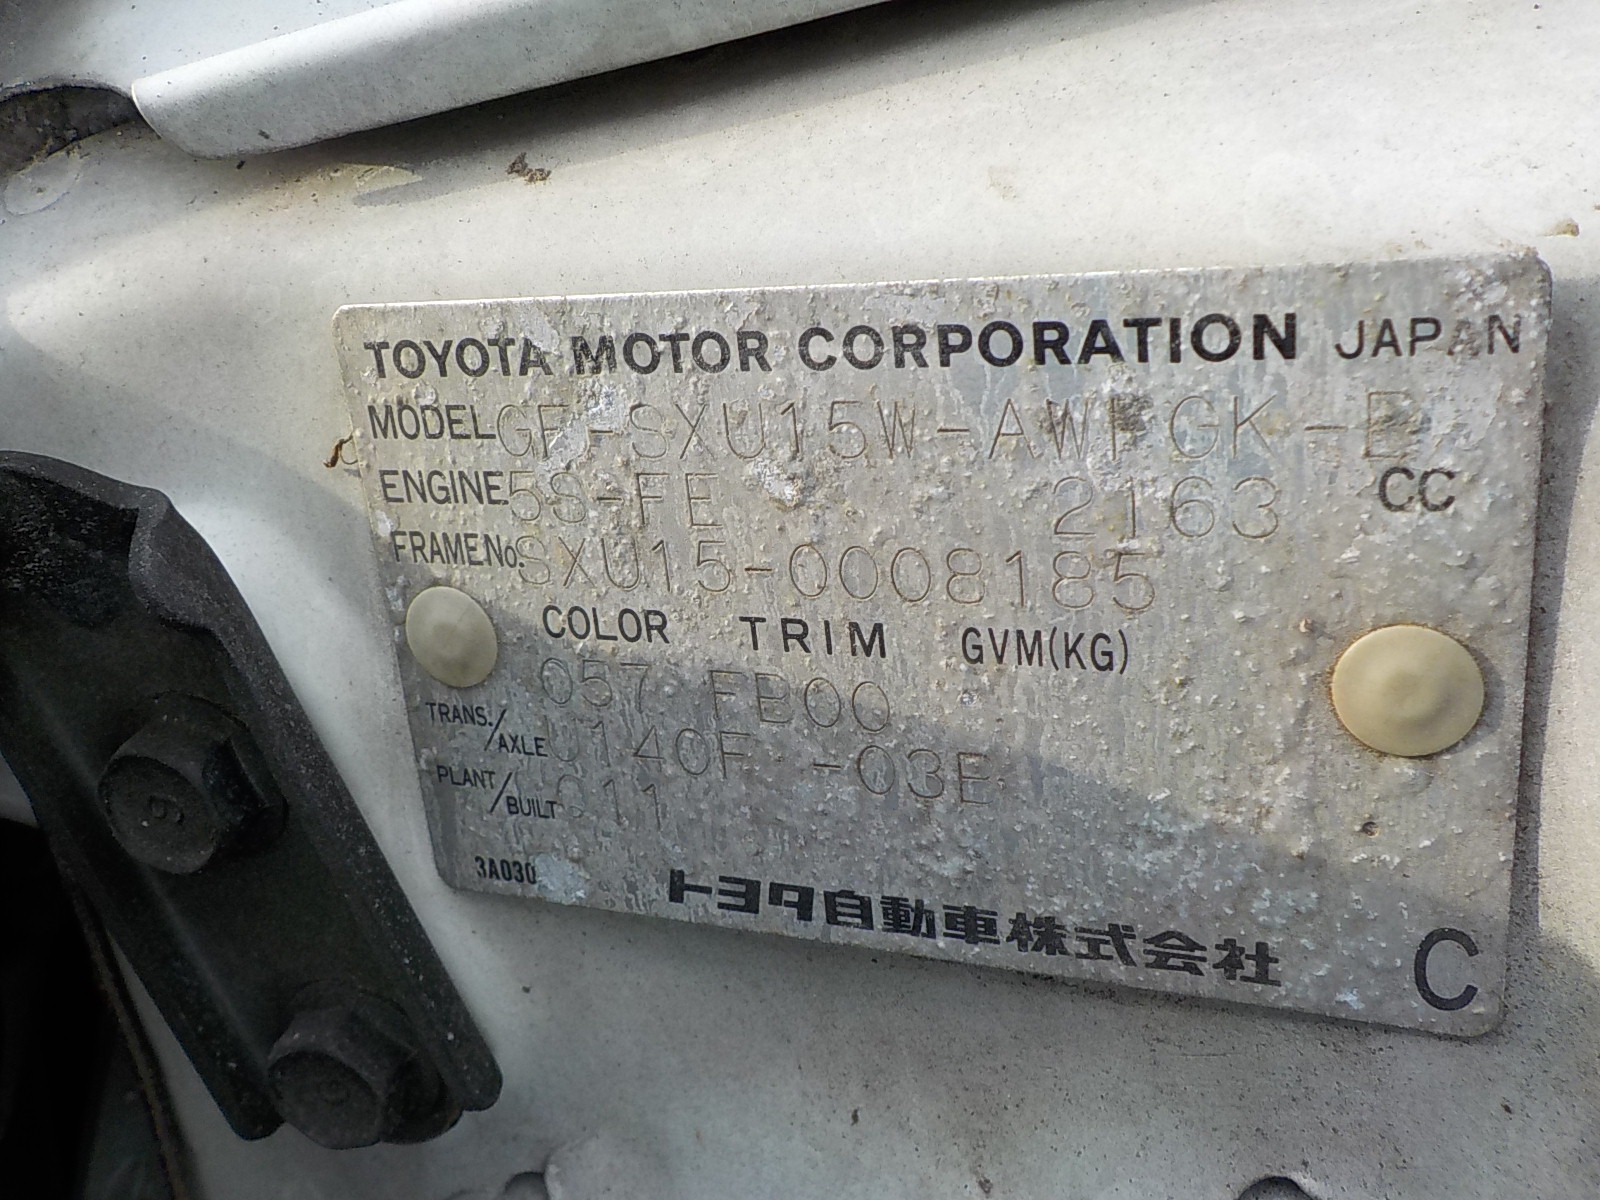 TOYOTA MOTOR CORPORATION JAPAN
MODEL GF-SXU15W-AWPGK-B
ENGINE 5S-FE 2163 CC
FRAME No. SXU15-0008185
COLOR TRIM GVM(KG)
057 FB00
TRANS./AXLE U140F -03E
PLANT/BUILT G11
3A030
トヨタ自動車株式会社
C